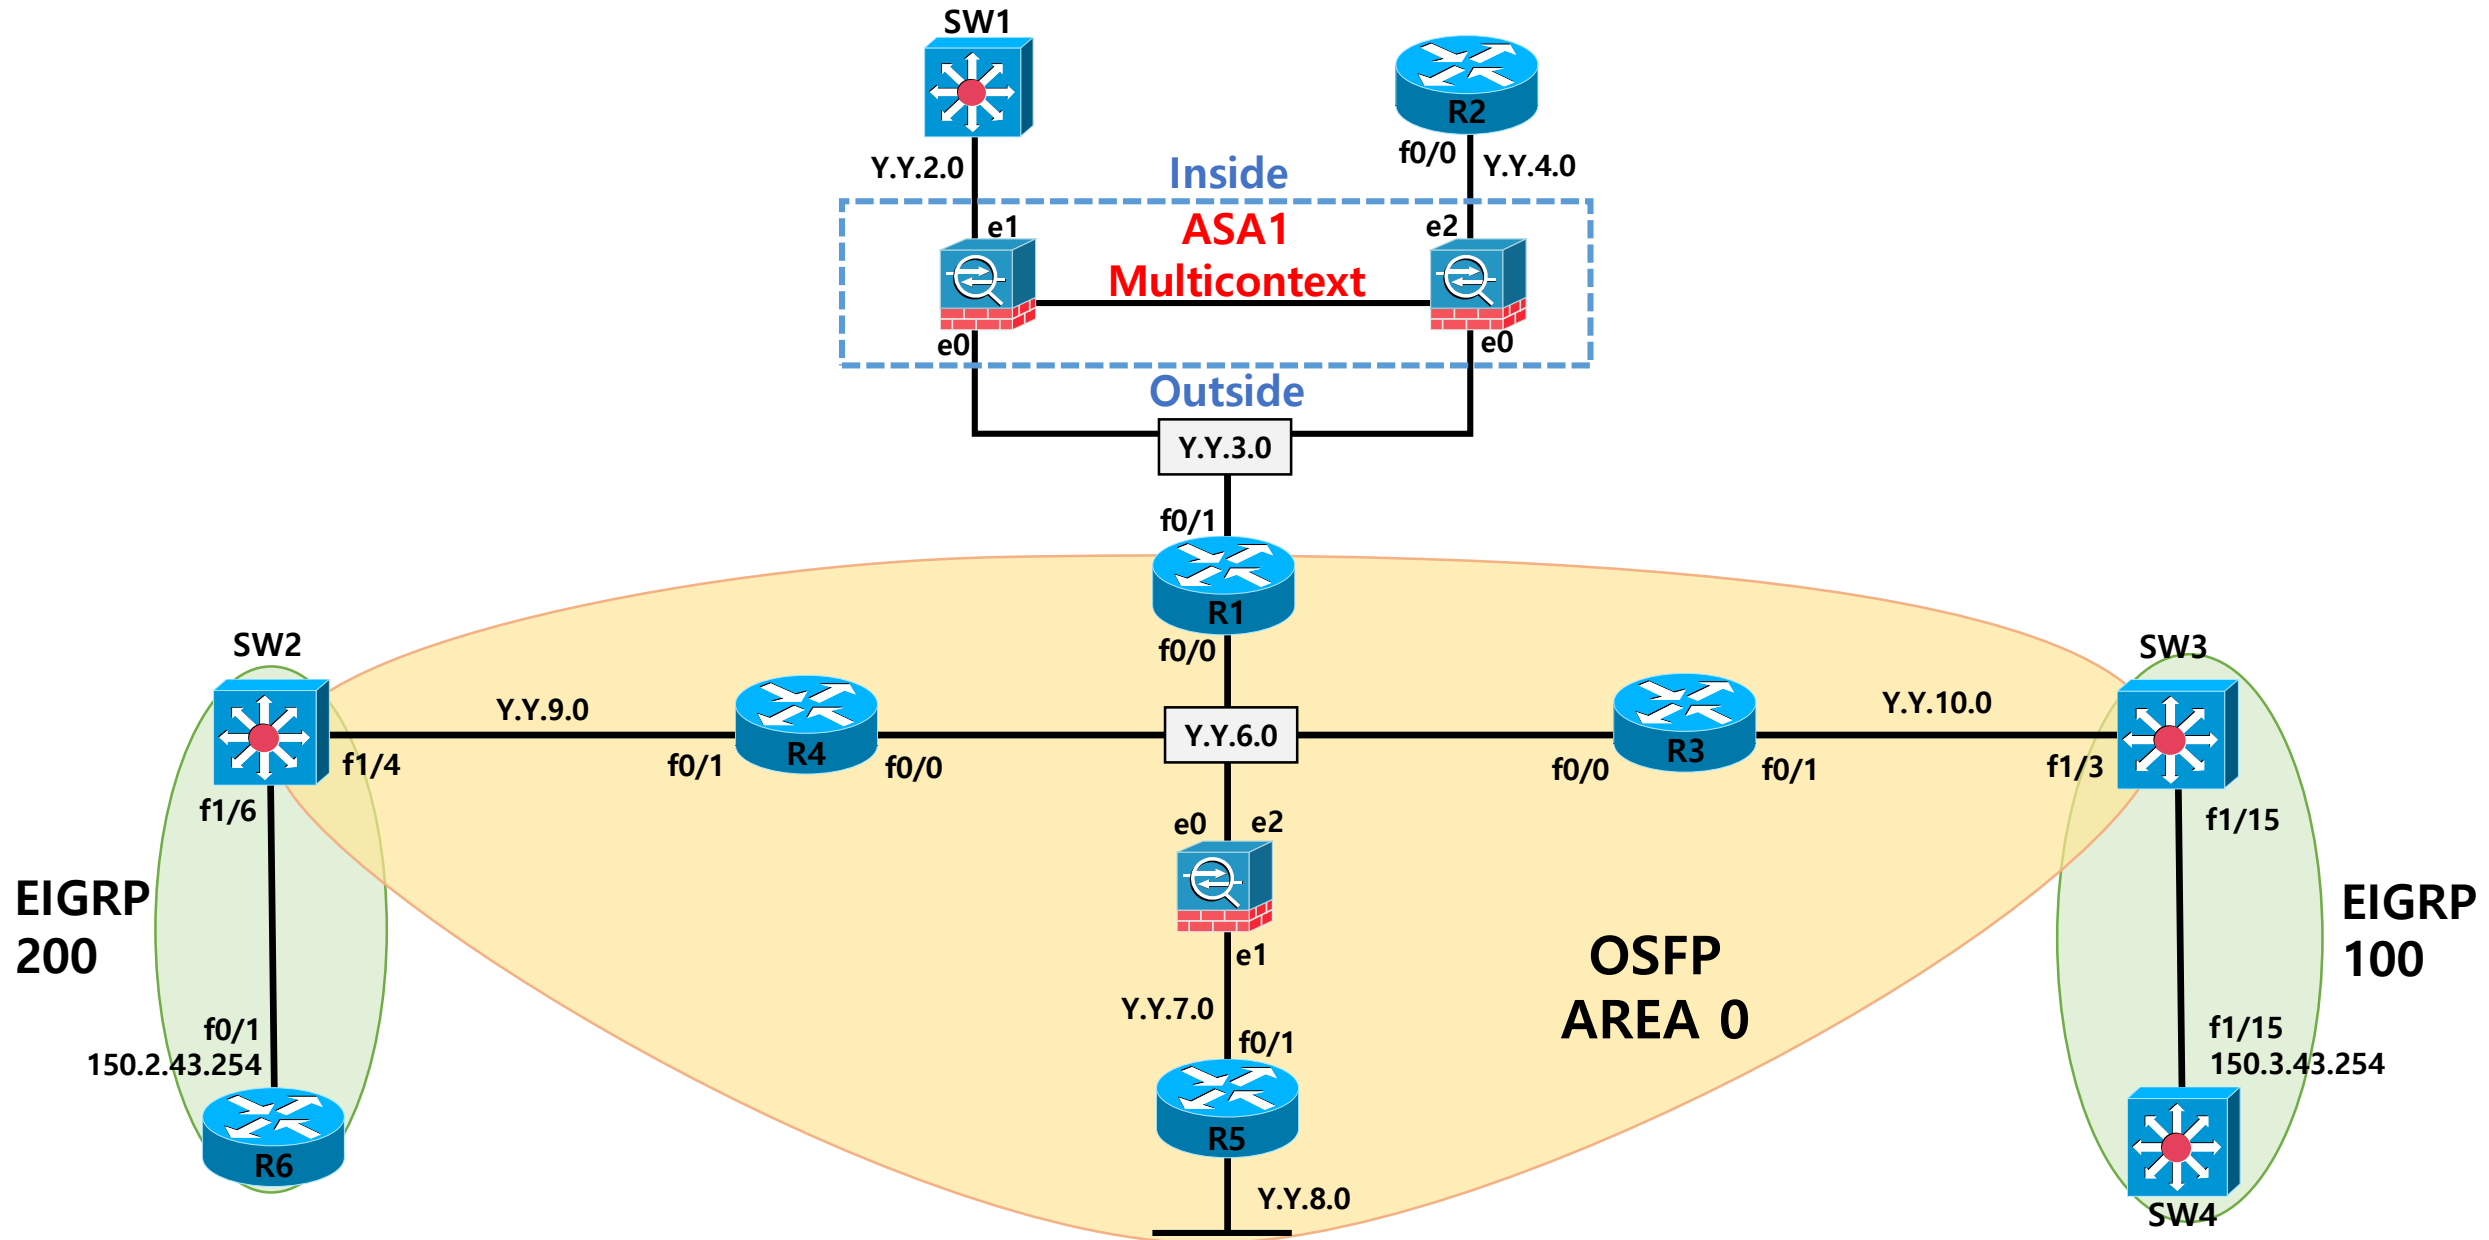 SW1
R2
f0/0
Y.Y.2.0
Y.Y.4.0
Inside
e1
ASA1
e2
Multicontext
e0
e0
Outside
Y.Y.3.0
f0/1
R1
f0/0
SW2
SW3
Y.Y.9.0
Y.Y.10.0
f1/4
f0/1
R4
f0/0
Y.Y.6.0
f0/0
R3
f0/1
f1/3
f1/6
e0
e2
f1/15
EIGRP
200
e1
OSFP
AREA 0
EIGRP
100
Y.Y.7.0
f0/1
150.2.43.254
f0/1
f1/15
150.3.43.254
R6
R5
Y.Y.8.0
SW4